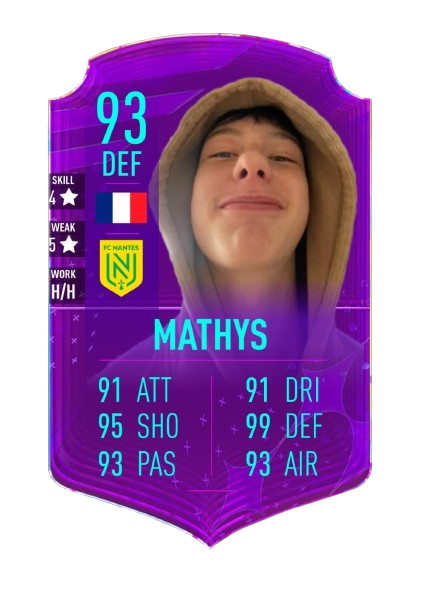 93
DEF
SKILL
4 ★
WEAK
5 ★
WORK
H/H
FC NANTES
N
MATHYS
91 ATT 91 DRI
95 SHO 99 DEF
93 PAS 93 AIR